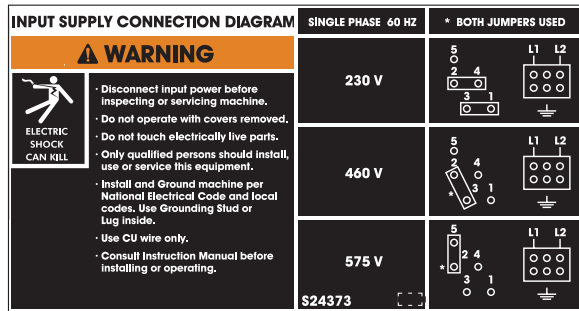 INPUT SUPPLY CONNECTION DIAGRAM
WARNING
ELECTRIC
SHOCK
CAN KILL
· Disconnect input power before
inspecting or servicing machine.
· Do not operate with covers removed.
· Do not touch electrically live parts.
· Only qualified persons should install,
use or service this equipment.
· Install and Ground machine per
National Electrical Code and local
codes. Use Grounding Stud or
Lug inside.
· Use CU wire only.
· Consult Instruction Manual before
installing or operating.
SINGLE PHASE 60 HZ
* BOTH JUMPERS USED
230 V
5
2 4
3 1
L1 L2
460 V
5
2 4
* 3 1
L1 L2
575 V
5
2 4
*
3 1
L1 L2
S24373